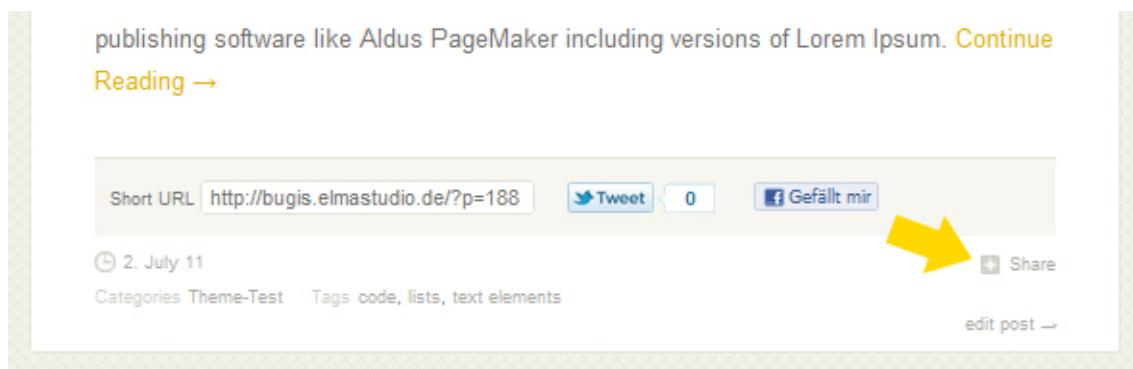 publishing software like Aldus PageMaker including versions of Lorem Ipsum. Continue
Reading →
Short URL http://bugis.elmastudio.de/?p=188 Tweet 0 Gefällt mir
2. July 11 Share
Categories Theme-Test Tags code, lists, text elements
edit post →